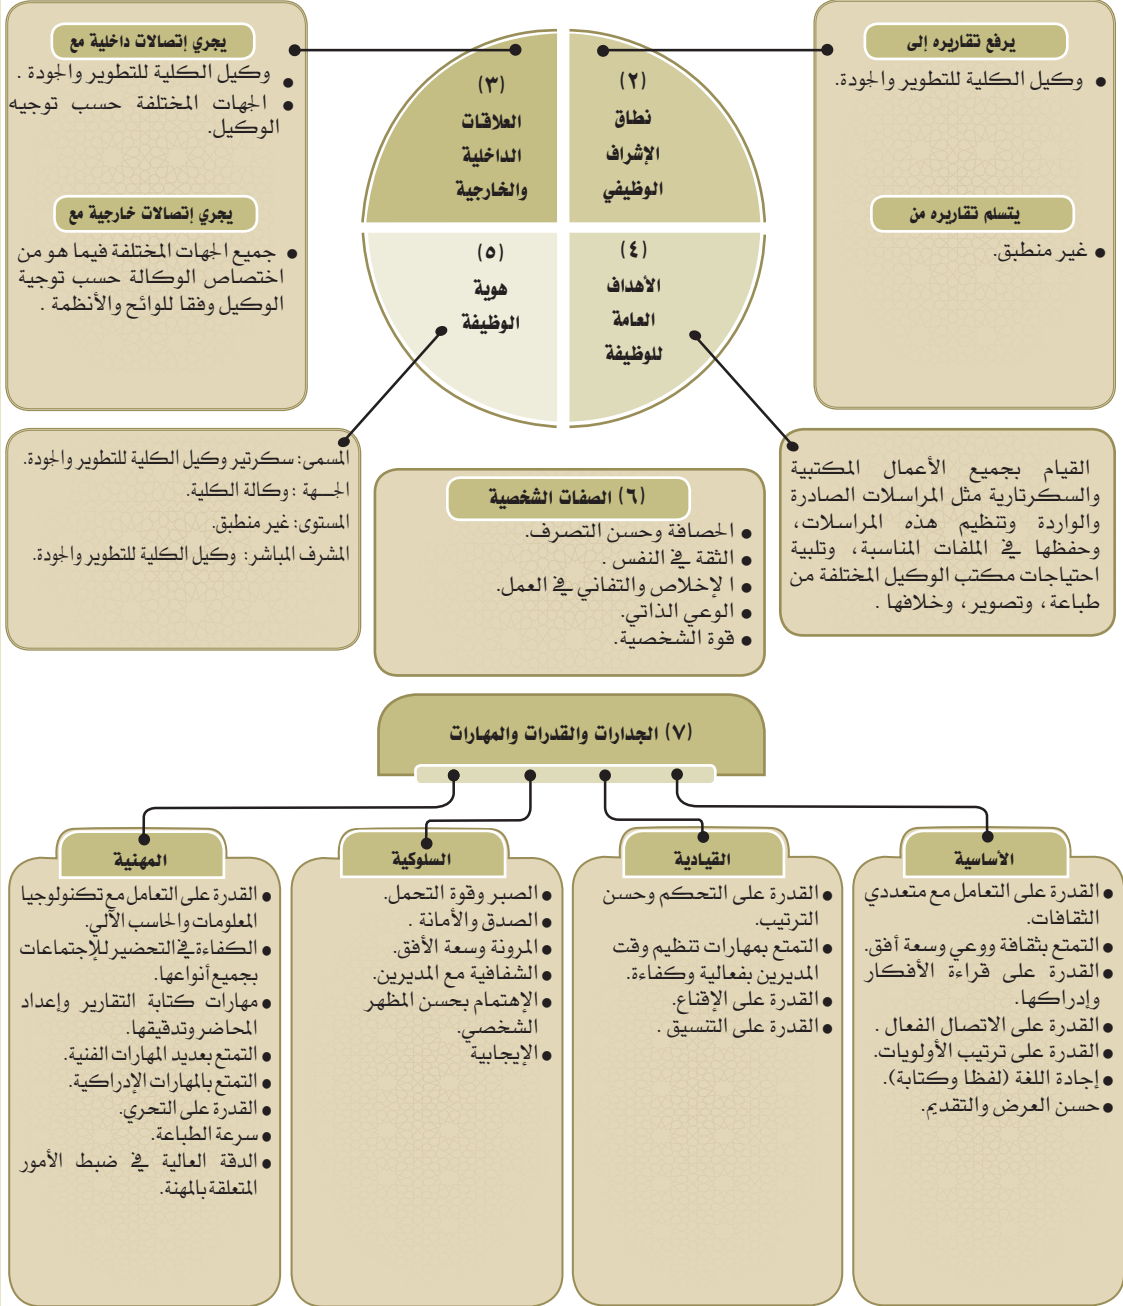 يرفع تقاريره إلى
● وكيل الكلية للتطوير والجودة.
يتسلم تقاريره من
● غير منطبق.
(٢)
نطاق
الإشراف
الوظيفي
(٣)
العلاقات
الداخلية
والخارجية
يجري إتصالات داخلية مع
● وكيل الكلية للتطوير والجودة .
● الجهات المختلفة حسب توجيه
الوكيل.
يجري إتصالات خارجية مع
● جميع الجهات المختلفة فيما هو من
اختصاص الوكالة حسب توجية
الوكيل وفقا للوائح والأنظمة .
(٤)
الأهداف
العامة
للوظيفة
(٥)
هوية
الوظيفة
القيام بجميع الأعمال المكتبية
والسكرتارية مثل المراسلات الصادرة
والواردة وتنظيم هذه المراسلات،
وحفظها في الملفات المناسبة، وتلبية
احتياجات مكتب الوكيل المختلفة من
طباعة، وتصوير، وخلافها .
المسمى: سكرتير وكيل الكلية للتطوير والجودة.
الجـــهة : وكالة الكلية.
المستوى: غير منطبق.
المشرف المباشر: وكيل الكلية للتطوير والجودة.
(٦) الصفات الشخصية
● الحصافة وحسن التصرف.
● الثقة في النفس .
● ا لإخلاص والتفاني في العمل.
● الوعي الذاتي.
● قوة الشخصية.
(٧) الجدارات والقدرات والمهارات
الأساسية
● القدرة على التعامل مع متعددي
الثقافات.
● التمتع بثقافة ووعي وسعة أفق.
● القدرة على قراءة الأفكار
وإدراكها.
● القدرة على الاتصال الفعال .
● القدرة على ترتيب الأولويات.
● إجادة اللغة (لفظا وكتابة).
● حسن العرض والتقديم.
القيادية
● القدرة على التحكم وحسن
الترتيب.
● التمتع بمهارات تنظيم وقت
المديرين بفعالية وكفاءة.
● القدرة على الإقناع.
● القدرة على التنسيق .
السلوكية
● الصبر وقوة التحمل.
● الصدق والأمانة .
● المرونة وسعة الأفق.
● الشفافية مع المديرين.
● الإهتمام بحسن المظهر
الشخصي.
● الإيجابية
المهنية
● القدرة على التعامل مع تكنولوجيا
المعلومات والحاسب الآلي.
● الكفاءة في التحضير للإجتماعات
بجميع أنواعها.
● مهارات كتابة التقارير وإعداد
المحاضر وتدقيقها.
● التمتع بعديد المهارات الفنية.
● التمتع بالمهارات الإدراكية.
● القدرة على التحري.
● سرعة الطباعة.
● الدقة العالية في ضبط الأمور
المتعلقة بالمهنة.